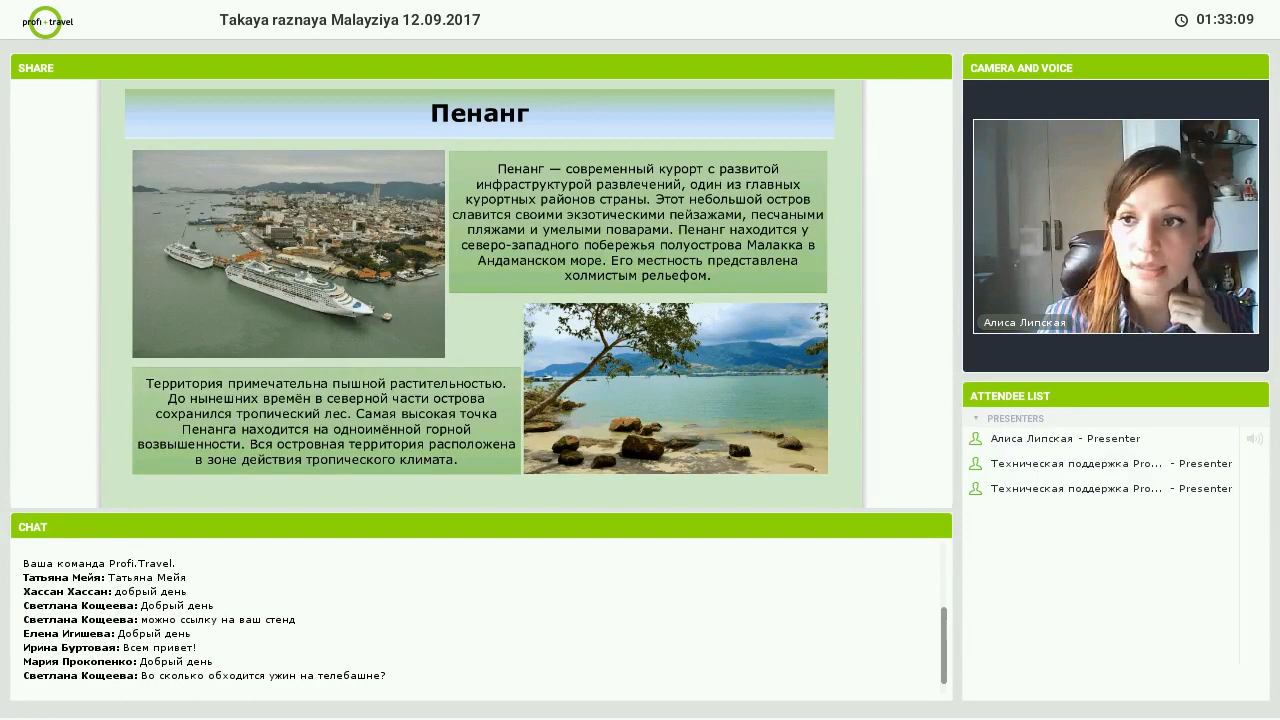 profi+travel
Takaya raznaya Malayziya 12.09.2017
01:33:09
SHARE
Пенанг
Пенанг — современный курорт с развитой
инфраструктурой развлечений, один из главных
курортных районов страны. Этот небольшой остров
славится своими экзотическими пейзажами, песчаными
пляжами и умелыми поварами. Пенанг находится у
северо-западного побережья полуострова Малакка в
Андаманском море. Его местность представлена
холмистым рельефом.
Территория примечательна пышной растительностью.
До нынешних времён в северной части острова
сохранился тропический лес. Самая высокая точка
Пенанга находится на одноимённой горной
возвышенности. Вся островная территория расположена
в зоне действия тропического климата.
CAMERA AND VOICE
Алиса Липская
ATTENDEE LIST
PRESENTERS
Алиса Липская - Presenter
Техническая поддержка Pro... - Presenter
Техническая поддержка Pro... - Presenter
CHAT
Ваша команда Profi.Travel.
Татьяна Мейя: Татьяна Мейя
Хассан Хассан: добрый день
Светлана Кощеева: Добрый день
Светлана Кощеева: можно ссылку на ваш стенд
Елена Игишева: Добрый день
Ирина Буртовая: Всем привет!
Мария Прокопенко: Добрый день
Светлана Кощеева: Во сколько обходится ужин на телебашне?